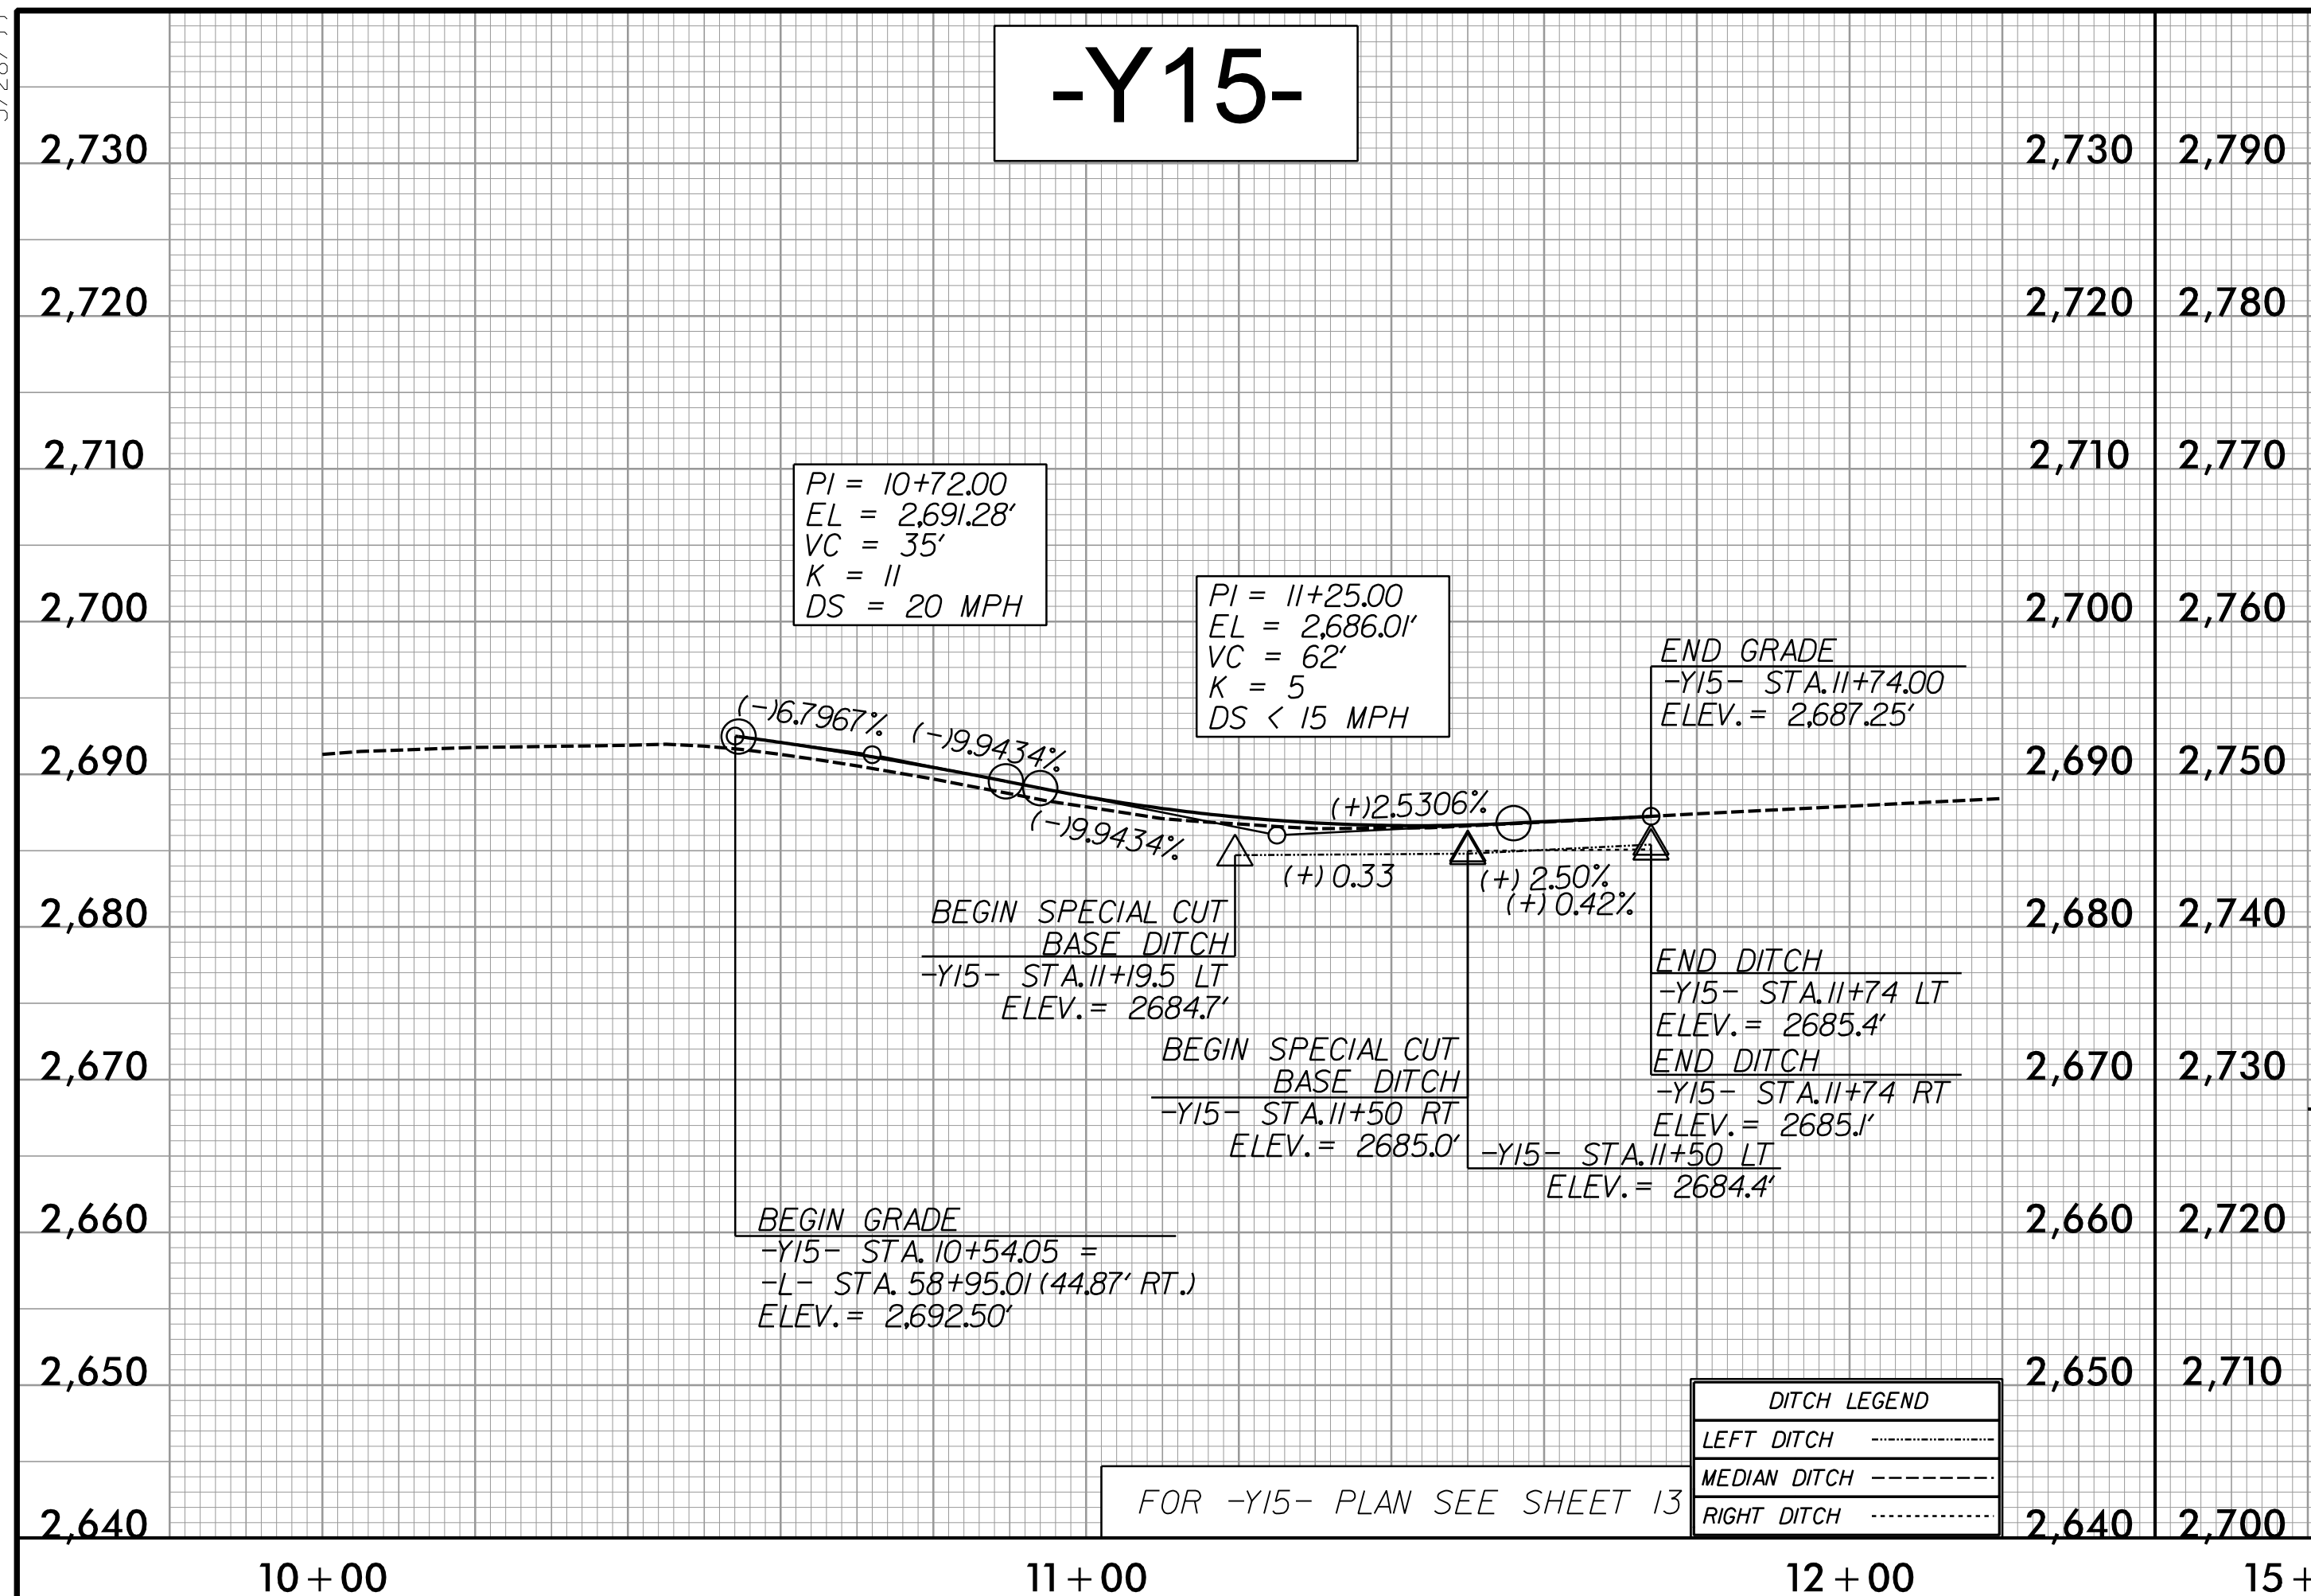 -Y15-
2,730
2,730
2,790
2,720
2,720
2,780
2,710
2,710
2,770
2,700
2,700
2,760
2,690
2,690
2,750
2,680
2,680
2,740
2,670
2,670
2,730
2,660
2,660
2,720
2,650
2,650
2,710
2,640
2,640
2,700
PI = 10+72.00
EL = 2,691.28'
VC = 35'
K = 11
DS = 20 MPH
PI = 11+25.00
EL = 2,686.01'
VC = 62'
K = 5
DS < 15 MPH
END GRADE
-Y15- STA.11+74.00
ELEV.= 2,687.25'
(-)6.7967%
(-)9.9434%
(-)9.9434%
(+)2.5306%
(+) 0.33
(+) 2.50%
(+) 0.42%
BEGIN SPECIAL CUT
BASE DITCH
-Y15- STA.11+19.5 LT
ELEV.= 2684.7'
BEGIN SPECIAL CUT
BASE DITCH
-Y15- STA.11+50 RT
ELEV.= 2685.0'
-Y15- STA.11+50 LT
ELEV.= 2684.4'
END DITCH
-Y15- STA.11+74 LT
ELEV.= 2685.4'
END DITCH
-Y15- STA.11+74 RT
ELEV.= 2685.1'
BEGIN GRADE
-Y15- STA. 10+54.05 =
-L- STA. 58+95.01 (44.87' RT.)
ELEV.= 2,692.50'
DITCH LEGEND
LEFT DITCH
MEDIAN DITCH
RIGHT DITCH
FOR -Y15- PLAN SEE SHEET 13
10+00
11+00
12+00
15+